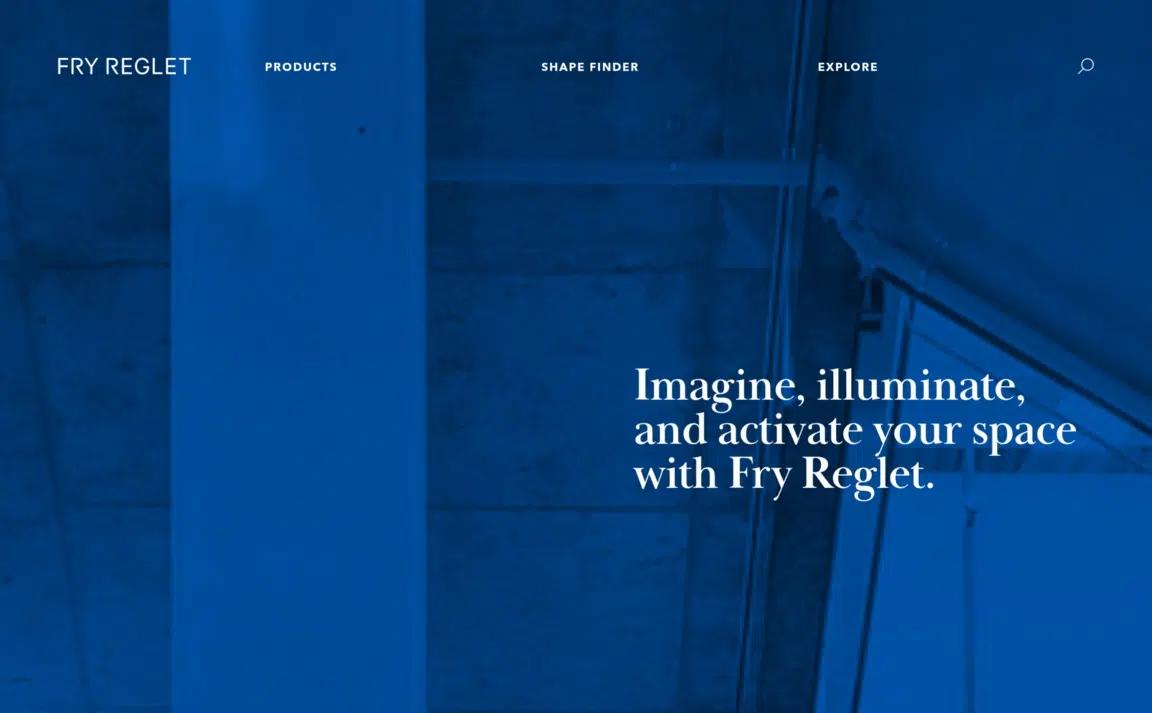 FRY REGLET
PRODUCTS
SHAPE FINDER
EXPLORE
Imagine, illuminate,
and activate your space
with Fry Reglet.